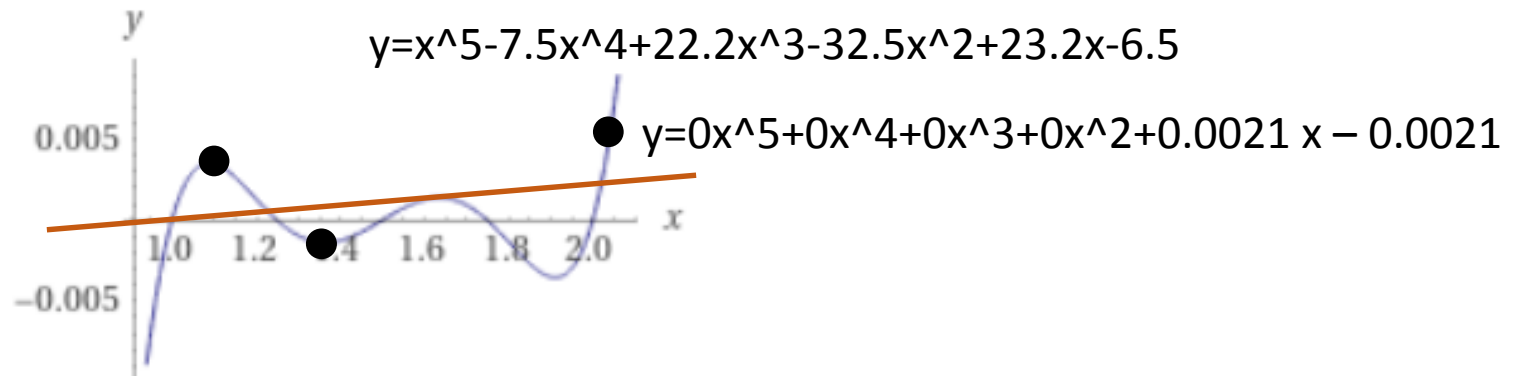 y
y=x^5-7.5x^4+22.2x^3-32.5x^2+23.2x-6.5
0.005
y=0x^5+0x^4+0x^3+0x^2+0.0021 x – 0.0021
x
1.0 1.2 1.4 1.6 1.8 2.0
−0.005